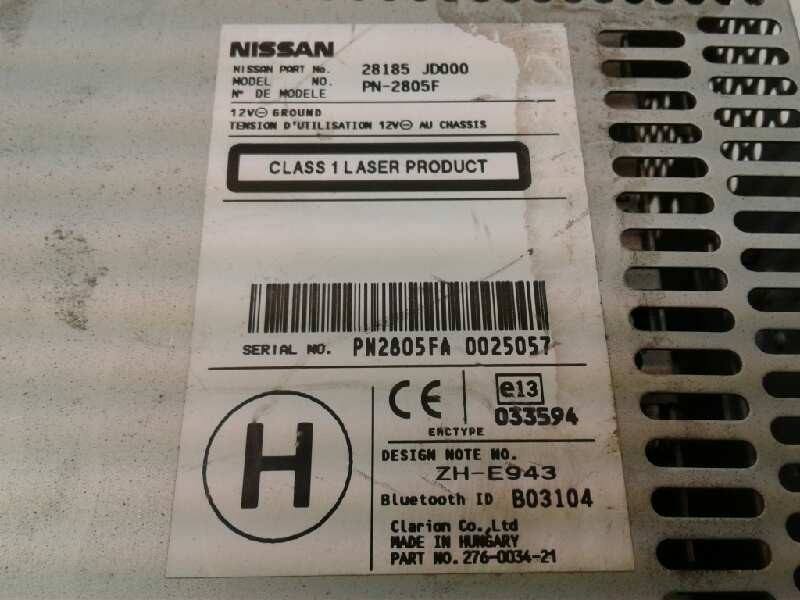 NISSAN
NISSAN PART No. 28185 JD000
MODEL NO. PN-2805F
N° DE MODELE
12V⊖ GROUND
TENSION D'UTILISATION 12V⊖ AU CHASSIS
CLASS 1 LASER PRODUCT
SERIAL NO. PN2805FA 0025057
H
CE
e13
033594
ERCTYPE
DESIGN NOTE NO.
ZH-E943
Bluetooth ID B03104
Clarion Co.,Ltd
MADE IN HUNGARY
PART NO.276-0034-21